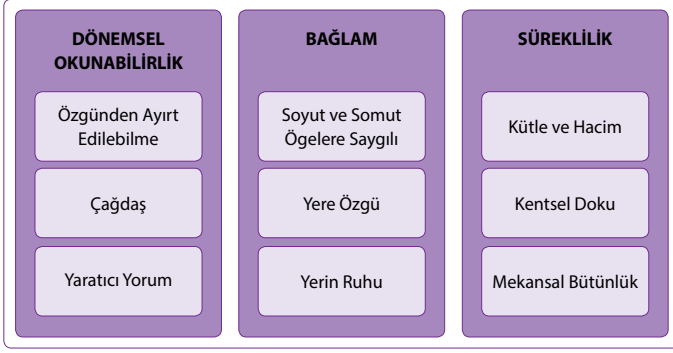 DÖNEMSEL
OKUNABİLİRLİK
Özgünden Ayırt
Edilebilme
Çağdaş
Yaratıcı Yorum
BAĞLAM
Soyut ve Somut
Ögelere Saygılı
Yere Özgü
Yerin Ruhu
SÜREKLİLİK
Kütle ve Hacim
Kentsel Doku
Mekansal Bütünlük